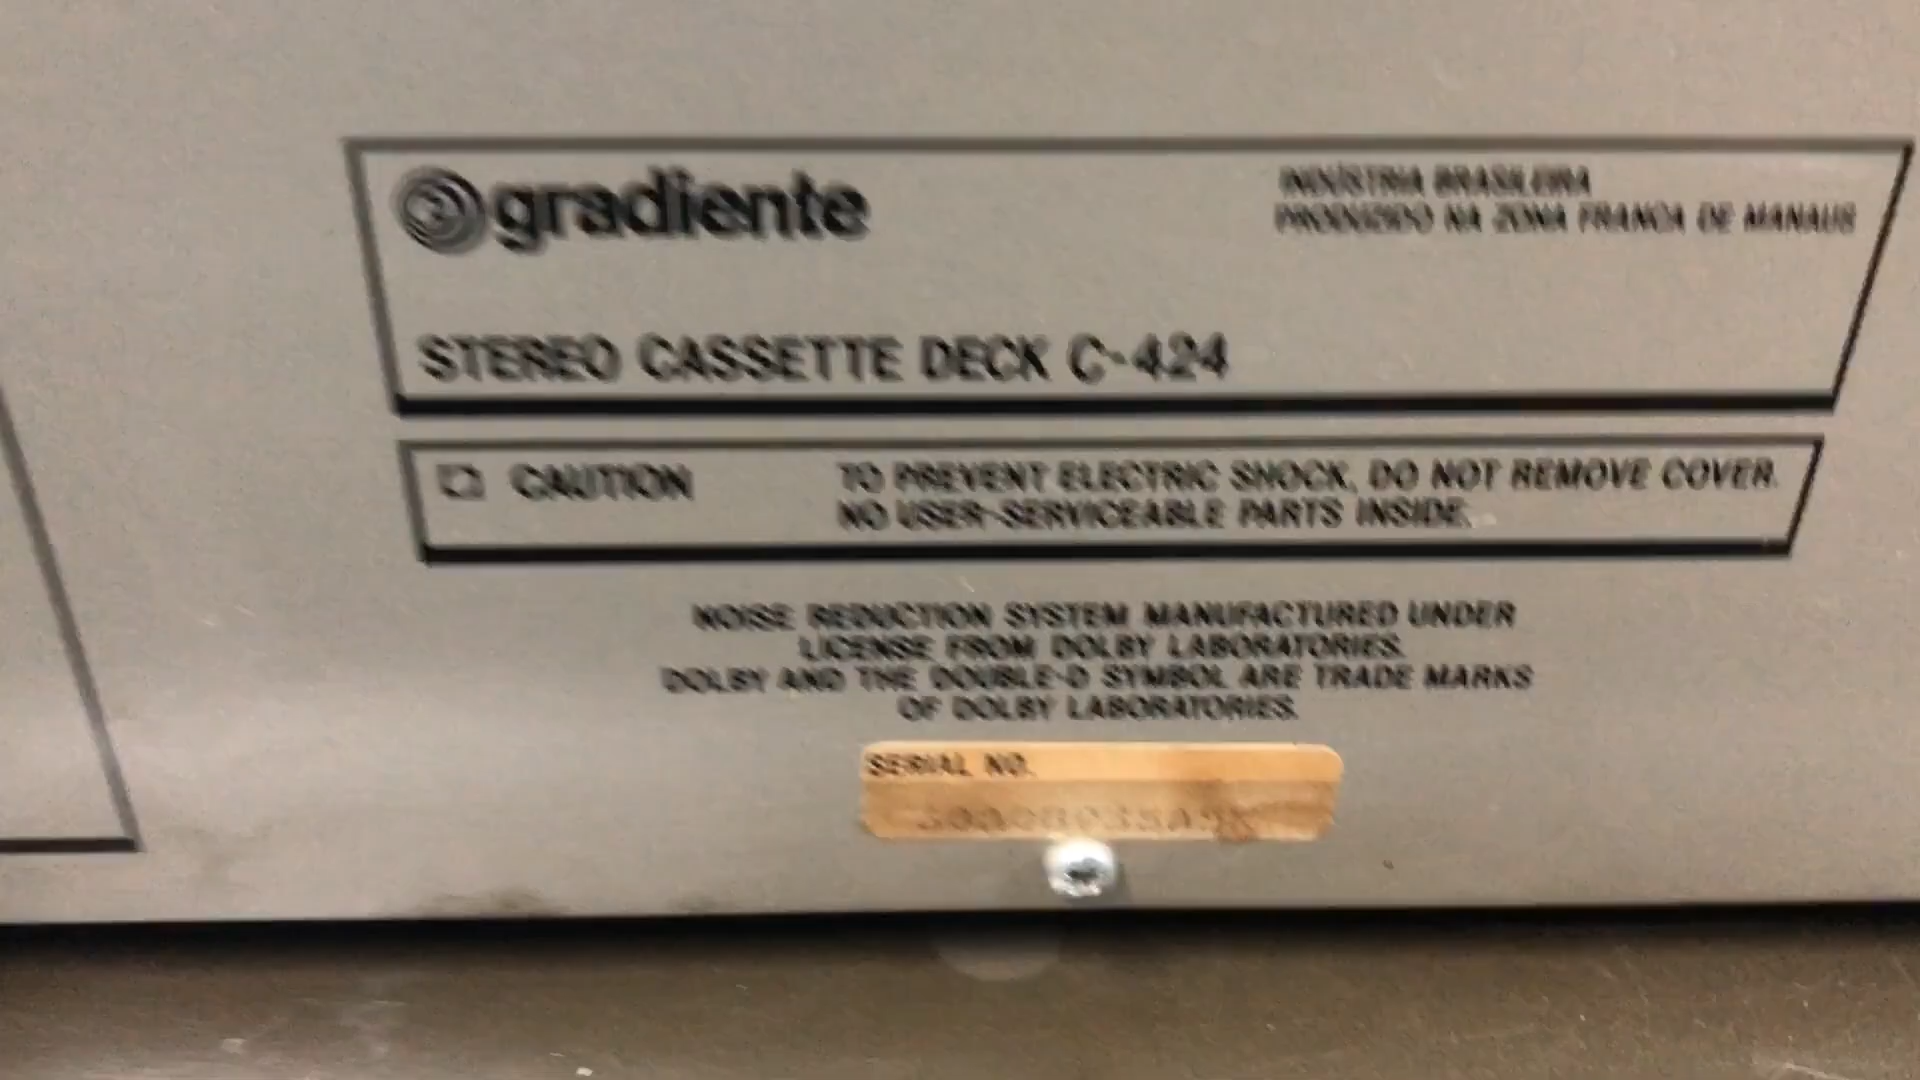 gradiente
INDÚSTRIA BRASILEIRA
PRODUZIDO NA ZONA FRANCA DE MANAUS
STEREO CASSETTE DECK C-424
CAUTION
TO PREVENT ELECTRIC SHOCK, DO NOT REMOVE COVER.
NO USER-SERVICEABLE PARTS INSIDE.
NOISE REDUCTION SYSTEM MANUFACTURED UNDER
LICENSE FROM DOLBY LABORATORIES.
DOLBY AND THE DOUBLE-D SYMBOL ARE TRADE MARKS
OF DOLBY LABORATORIES.
SERIAL NO.